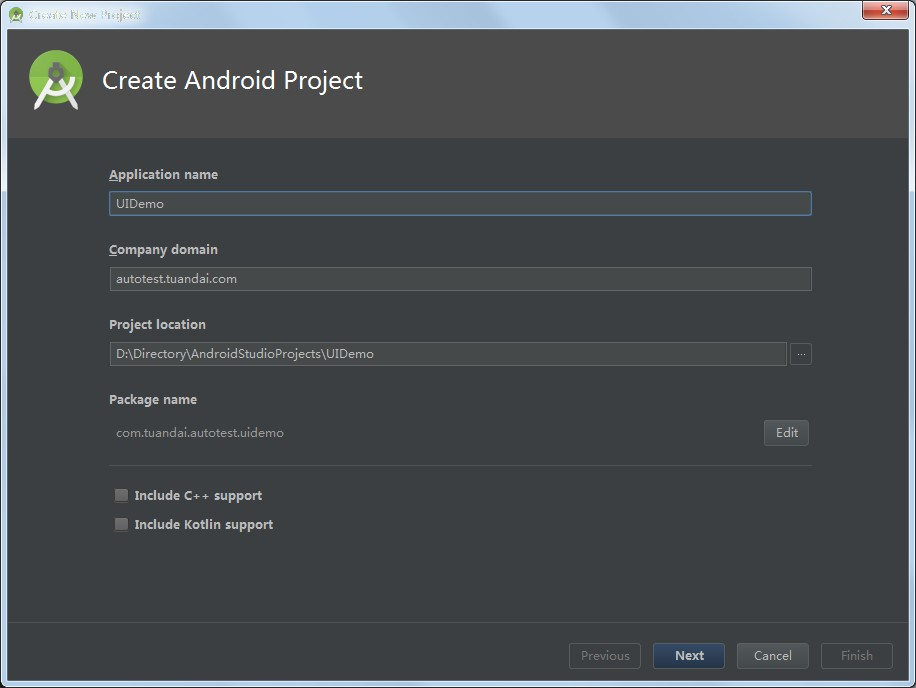 Create New Project
Create Android Project
Application name
UIDemo
Company domain
autotest.tuandai.com
Project location
D:\Directory\AndroidStudioProjects\UIDemo
...
Package name
com.tuandai.autotest.uidemo
Edit
Include C++ support
Include Kotlin support
Previous Next Cancel Finish